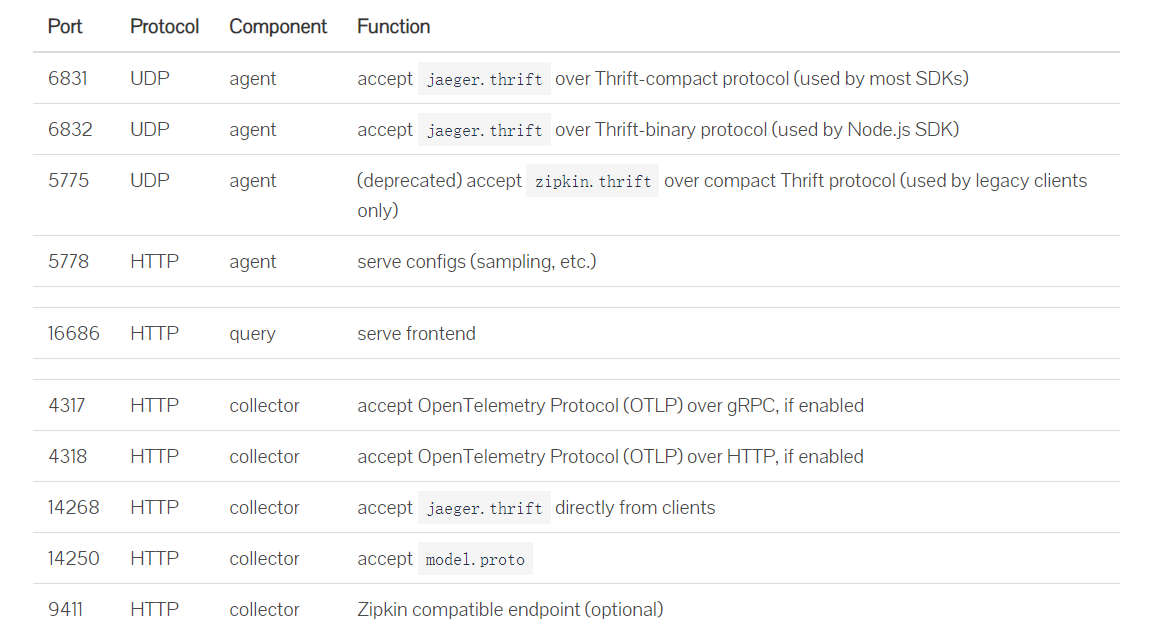 Port Protocol Component Function
6831 UDP agent accept jaeger.thrift over Thrift-compact protocol (used by most SDKs)
6832 UDP agent accept jaeger.thrift over Thrift-binary protocol (used by Node.js SDK)
5775 UDP agent (deprecated) accept zipkin.thrift over compact Thrift protocol (used by legacy clients
only)
5778 HTTP agent serve configs (sampling, etc.)
16686 HTTP query serve frontend
4317 HTTP collector accept OpenTelemetry Protocol (OTLP) over gRPC, if enabled
4318 HTTP collector accept OpenTelemetry Protocol (OTLP) over HTTP, if enabled
14268 HTTP collector accept jaeger.thrift directly from clients
14250 HTTP collector accept model.proto
9411 HTTP collector Zipkin compatible endpoint (optional)